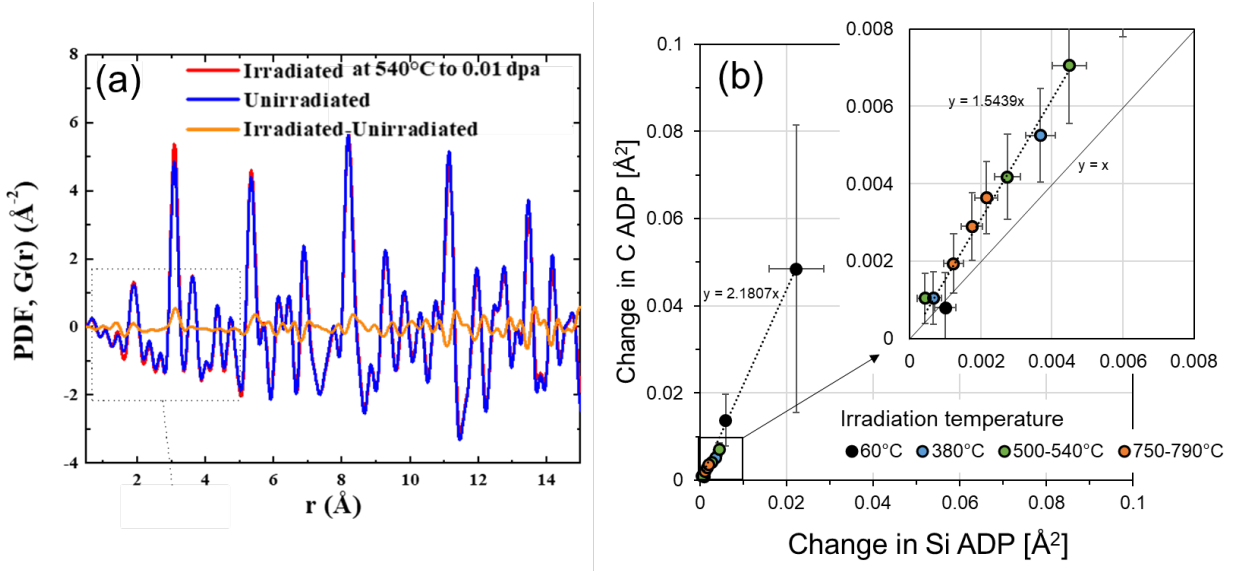 (a)
Irradiated at 540°C to 0.01 dpa
Unirradiated
Irradiated-Unirradiated
PDF, G(r) (Å⁻²)
8
6
4
2
0
-2
-4
2 4 6 8 10 12 14
r (Å)
(b)
Change in C ADP [Å²]
0.1
0.08
0.06
0.04
0.02
0
y = 2.1807x
0 0.02 0.04 0.06 0.08 0.1
Change in Si ADP [Å²]
0.008
0.006
0.004
0.002
0
y = 1.5439x
y = x
0 0.002 0.004 0.006 0.008
Irradiation temperature
60°C 380°C 500-540°C 750-790°C